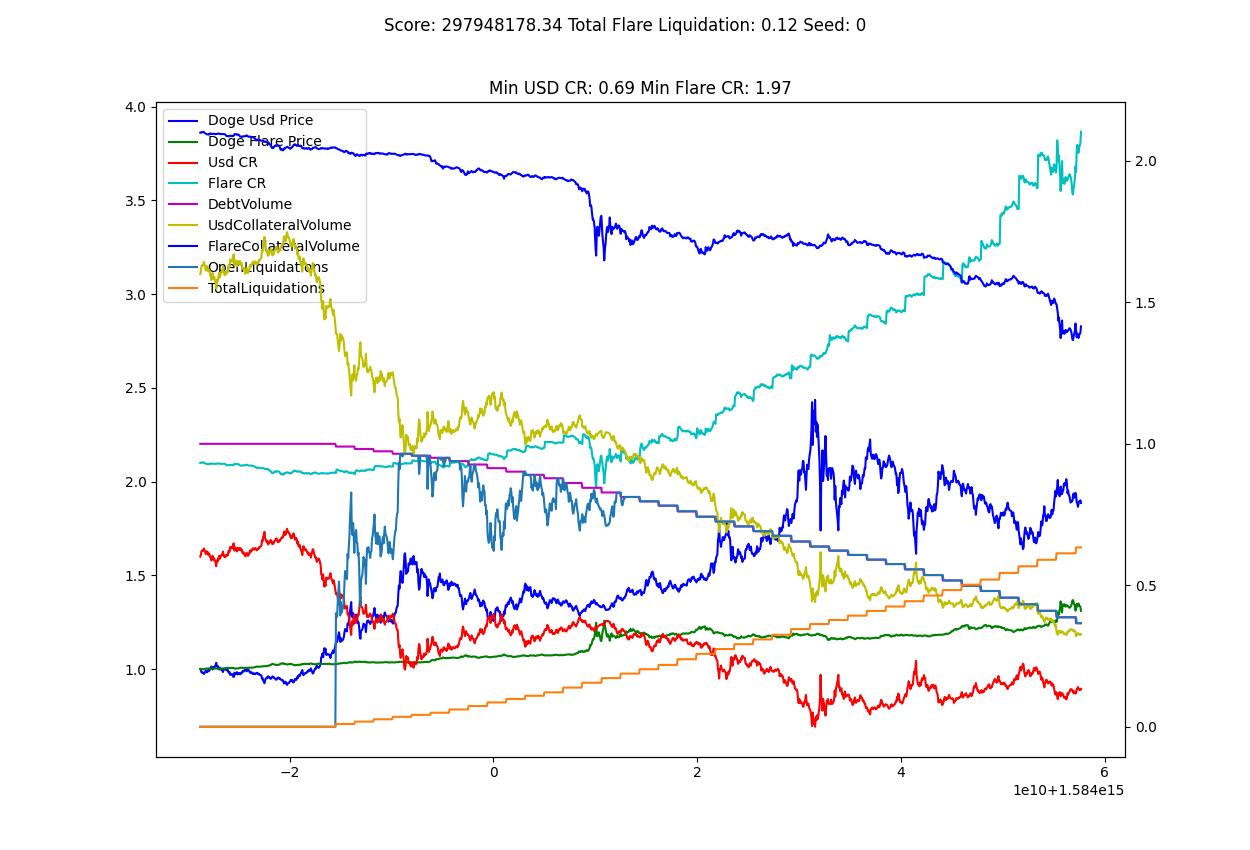 Score: 297948178.34 Total Flare Liquidation: 0.12 Seed: 0
Min USD CR: 0.69 Min Flare CR: 1.97
Doge Usd Price
Doge Flare Price
Usd CR
Flare CR
DebtVolume
UsdCollateralVolume
FlareCollateralVolume
OpenLiquidations
TotalLiquidations
4.0
3.5
3.0
2.5
2.0
1.5
1.0
2.0
1.5
1.0
0.5
0.0
−2
0
2
4
6
1e10+1.584e15